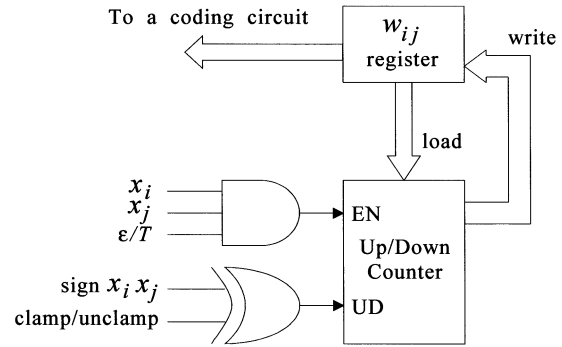 To a coding circuit
w_ij
register
write
load
x_i
x_j
ε/T
EN
Up/Down
Counter
sign x_i x_j
clamp/unclamp
UD